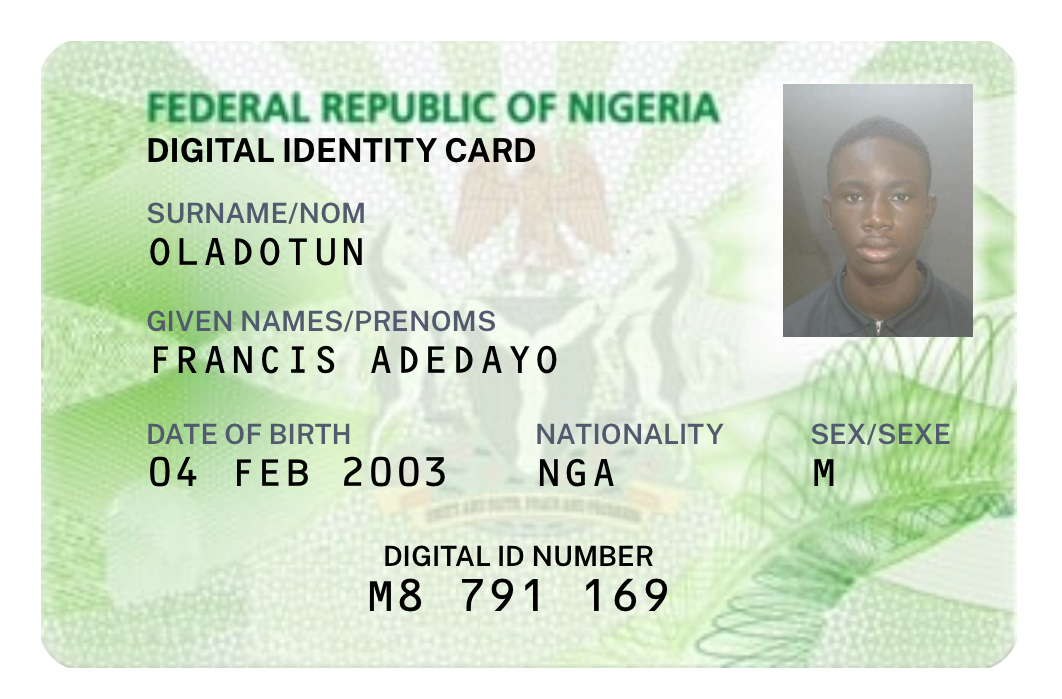 FEDERAL REPUBLIC OF NIGERIA
DIGITAL IDENTITY CARD
SURNAME/NOM
OLADOTUN
GIVEN NAMES/PRENOMS
FRANCIS ADEDAYO
DATE OF BIRTH NATIONALITY SEX/SEXE
04 FEB 2003 NGA M
DIGITAL ID NUMBER
M8 791 169